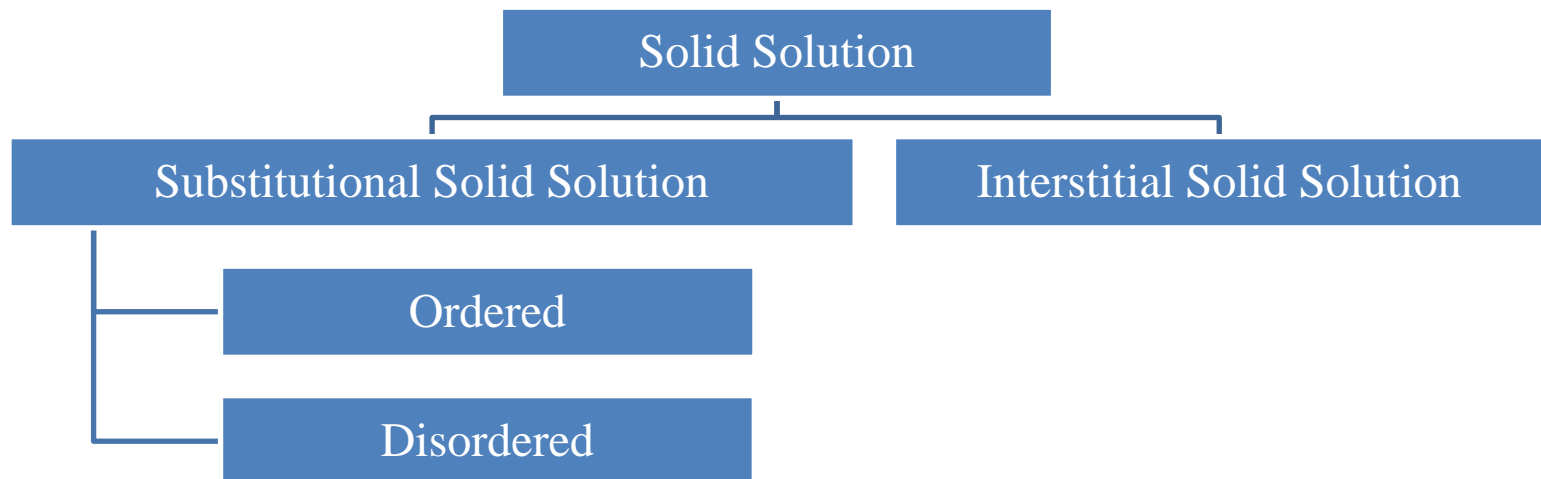 Solid Solution
Substitutional Solid Solution
Interstitial Solid Solution
Ordered
Disordered